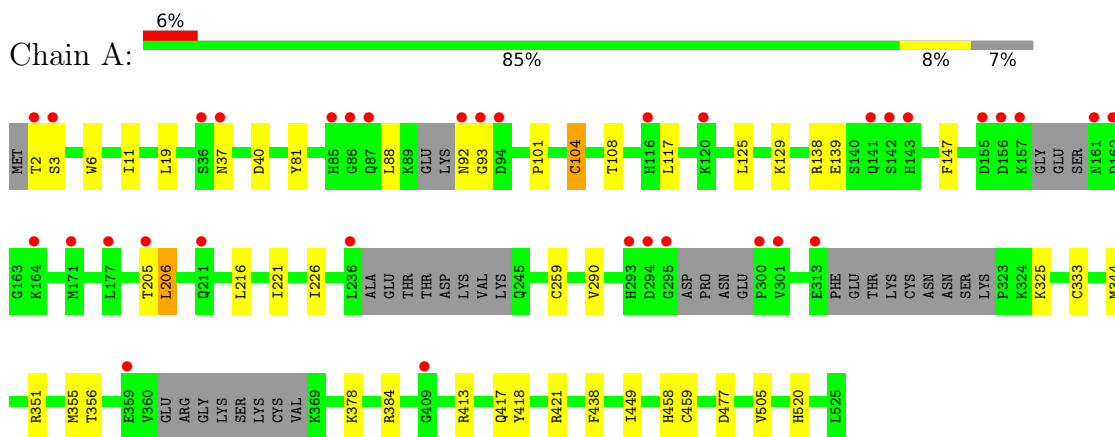 6%
Chain A:
85% 8% 7%
MET T2 S3 W6 I11 L19 S36 N37 D40 Y81 H85 G86 Q87 L88 K89 GLU LYS N92 G93 D94 P101 C104 T108 H116 L117 K120 L125 K129 R138 E139 S140 Q141 S142 H143 F147 D155 D156 K157 GLY GLU SER N161 D162
G163 K164 M171 L177 T205 L206 Q211 L216 I221 I226 L236 ALA GLU THR THR ASP LYS VAL LYS Q245 C259 V290 H293 D294 G295 ASP PRO ASN GLU P300 V301 E313 PHE GLU THR LYS CYS ASN ASN SER LYS P323 K324 K325 C333 M344
R351 M355 T356 E359 V360 GLU ARG GLY LYS SER LYS CYS VAL K369 K378 R384 G409 R413 Q417 Y418 R421 F438 I449 H458 C459 D477 V505 H520 L525